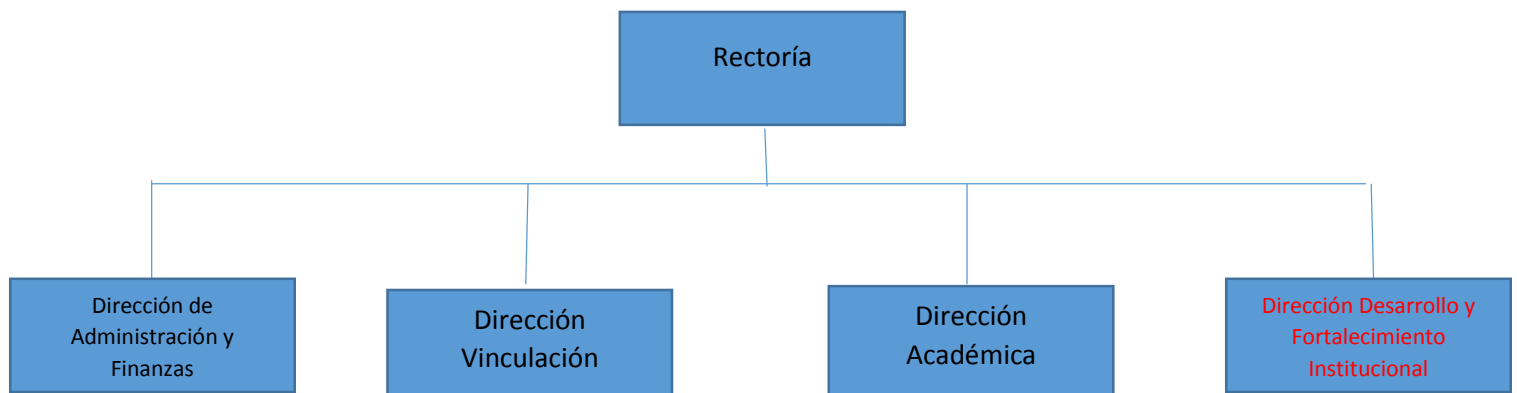 Rectoría
Dirección de
Administración y
Finanzas
Dirección
Vinculación
Dirección
Académica
Dirección Desarrollo y
Fortalecimiento
Institucional